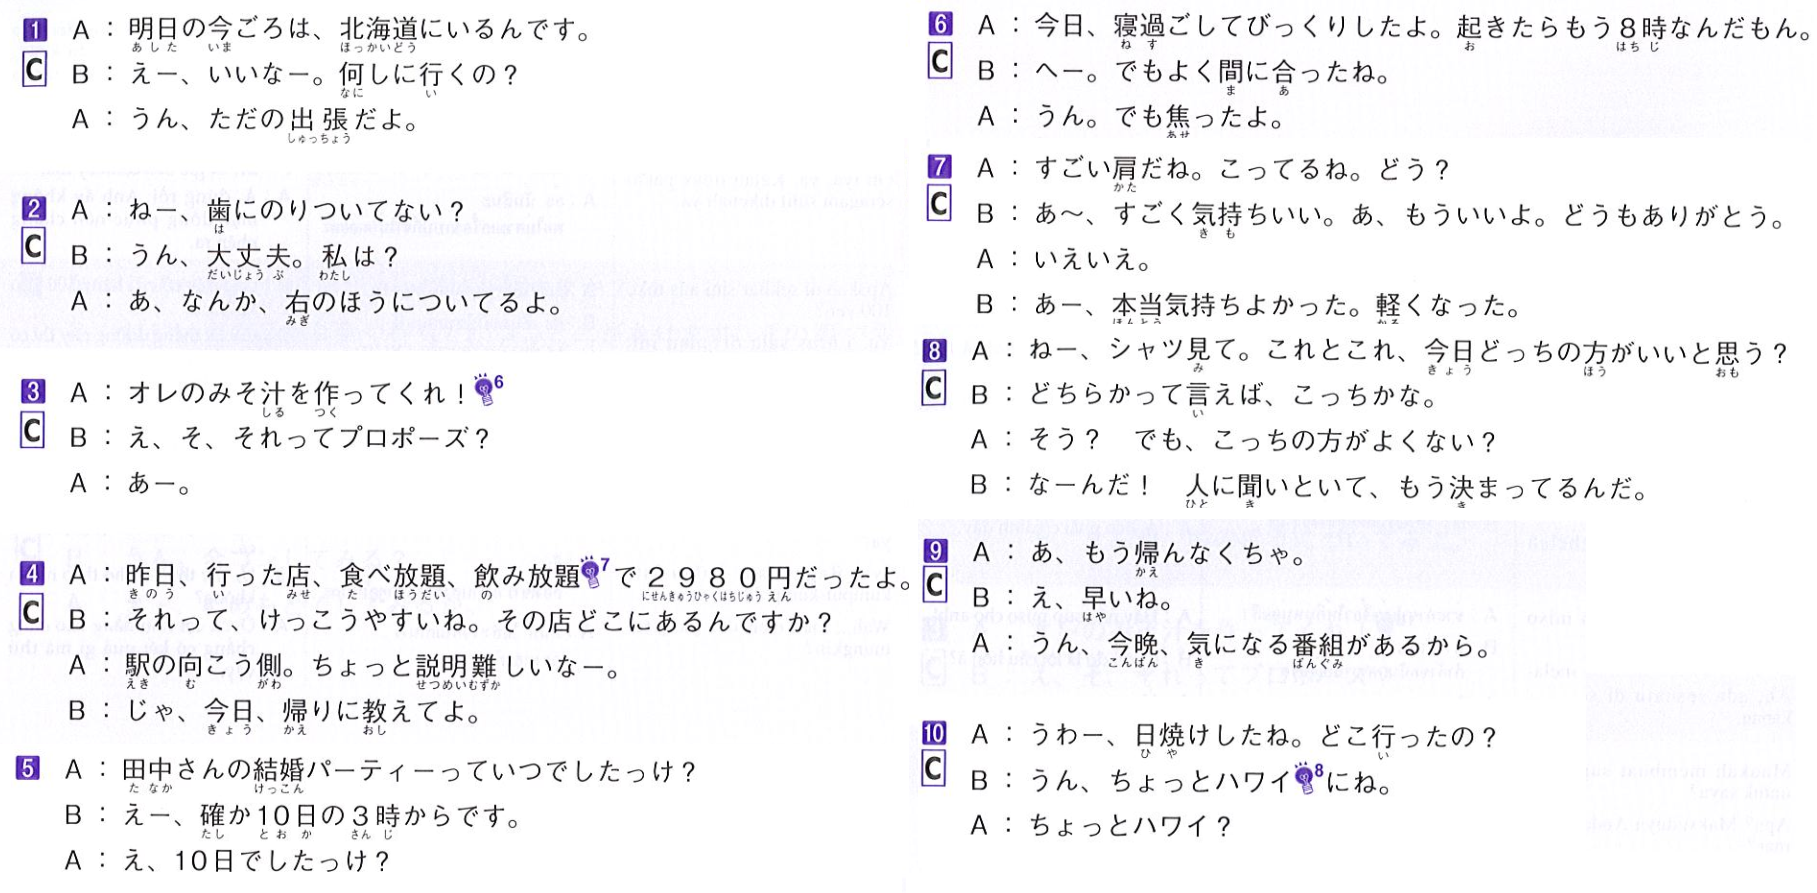 1 A：明日の今ごろは、北海道にいるんです。
C B：えー、いいなー。何しに行くの？
A：うん、ただの出張だよ。
2 A：ねー、歯にのりついてない？
C B：うん、大丈夫。私は？
A：あ、なんか、右のほうについてるよ。
3 A：オレのみそ汁を作ってくれ！6
C B：え、そ、それってプロポーズ？
A：あー。
4 A：昨日、行った店、食べ放題、飲み放題7で2980円だったよ。
C B：それって、けっこうやすいね。その店どこにあるんですか？
A：駅の向こう側。ちょっと説明難しいなー。
B：じゃ、今日、帰りに教えてよ。
5 A：田中さんの結婚パーティーっていつでしたっけ？
B：えー、確か10日の3時からです。
A：え、10日でしたっけ？
6 A：今日、寝過ごしてびっくりしたよ。起きたらもう8時なんだもん。
C B：へー。でもよく間に合ったね。
A：うん。でも焦ったよ。
7 A：すごい肩だね。こってるね。どう？
C B：あ～、すごく気持ちいい。あ、もういいよ。どうもありがとう。
A：いえいえ。
B：あー、本当気持ちよかった。軽くなった。
8 A：ねー、シャツ見て。これとこれ、今日どっちの方がいいと思う？
C B：どちらかって言えば、こっちかな。
A：そう？　でも、こっちの方がよくない？
B：なーんだ！　人に聞いといて、もう決まってるんだ。
9 A：あ、もう帰んなくちゃ。
C B：え、早いね。
A：うん、今晩、気になる番組があるから。
10 A：うわー、日焼けしたね。どこ行ったの？
C B：うん、ちょっとハワイ8にね。
A：ちょっとハワイ？